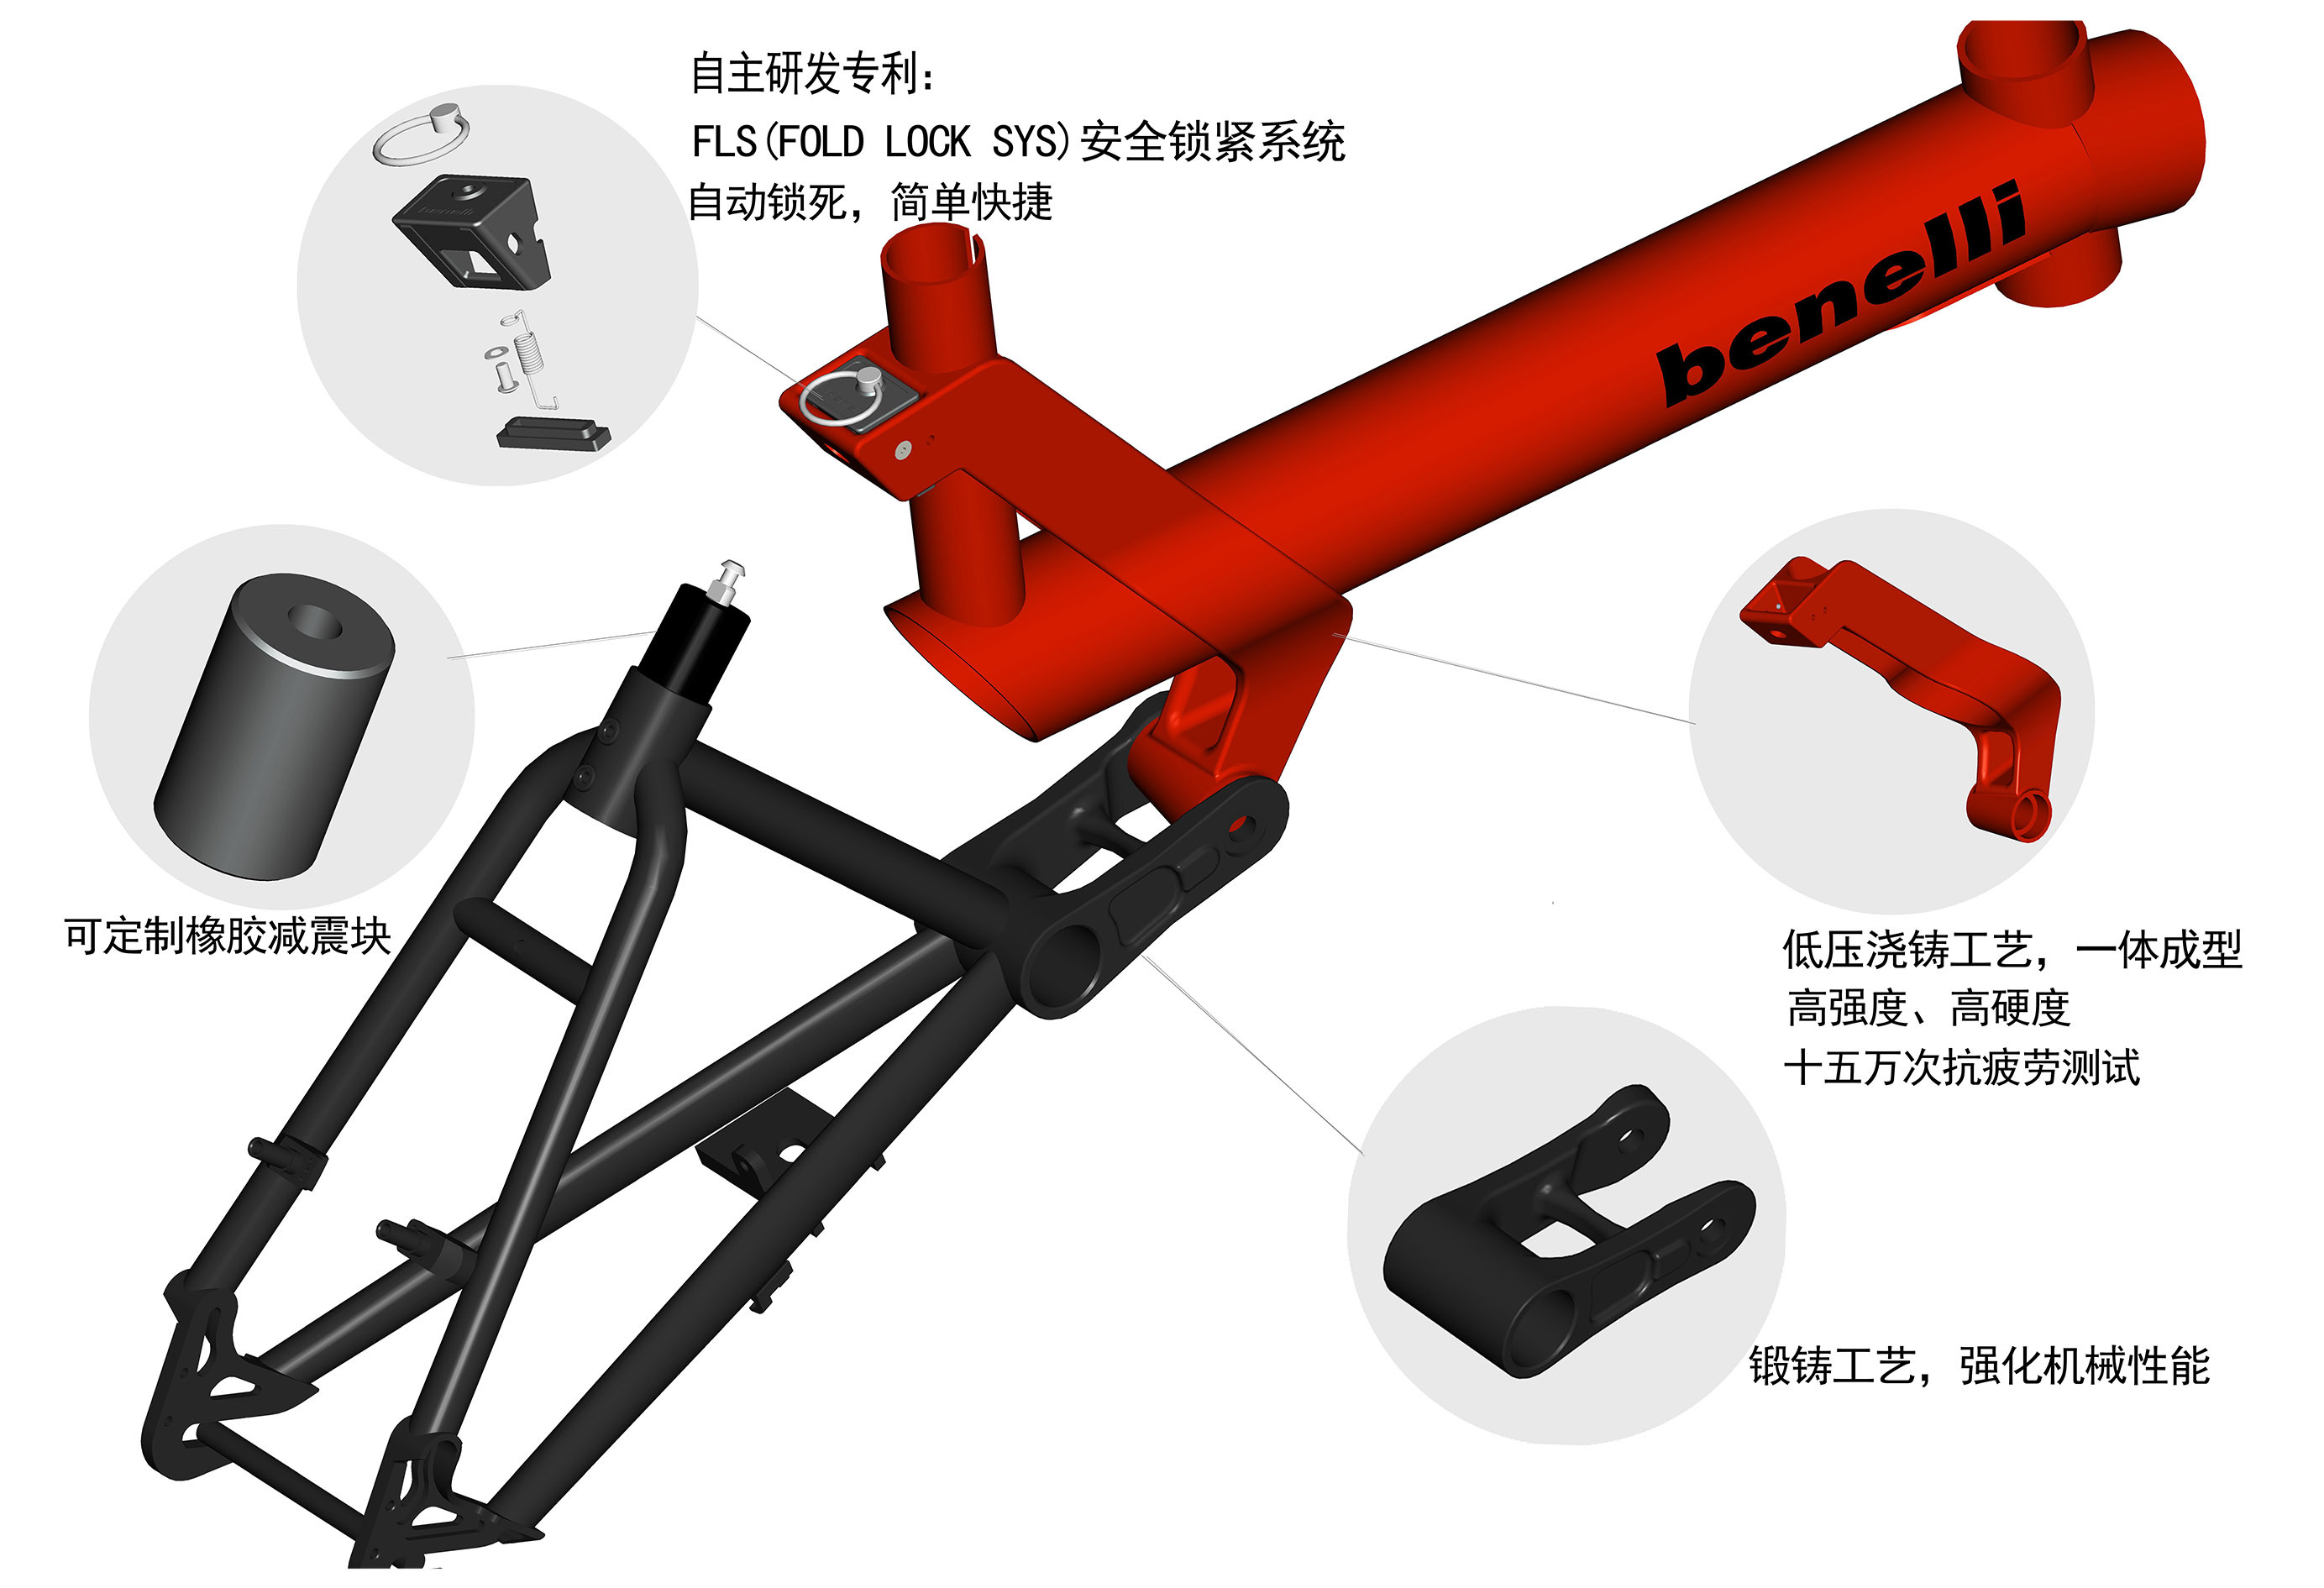 自主研发专利：
FLS(FOLD LOCK SYS)安全锁紧系统
自动锁死，简单快捷
benelli
可定制橡胶减震块
低压浇铸工艺，一体成型
高强度、高硬度
十五万次抗疲劳测试
锻铸工艺，强化机械性能